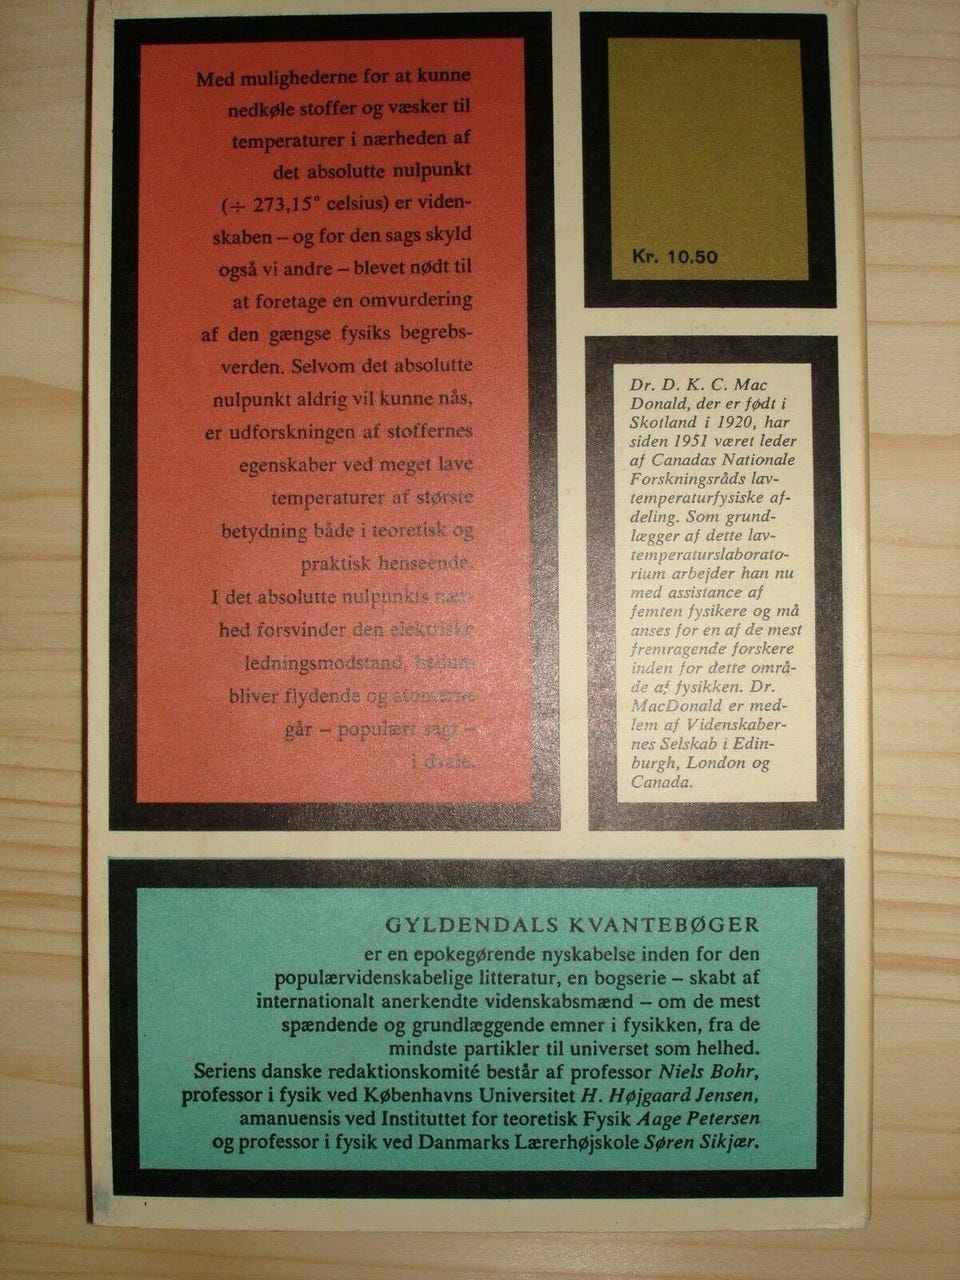 Med mulighederne for at kunne
nedkøle stoffer og væsker til
temperaturer i nærheden af
det absolutte nulpunkt
(÷ 273,15° celsius) er viden-
skaben – og for den sags skyld
også vi andre – blevet nødt til
at foretage en omvurdering
af den gængse fysiks begrebs-
verden. Selvom det absolutte
nulpunkt aldrig vil kunne nås,
er udforskningen af stoffernes
egenskaber ved meget lave
temperaturer af største
betydning både i teoretisk og
praktisk henseende.
I det absolutte nulpunkts nær-
hed forsvinder den elektriske
ledningsmodstand, helium
bliver flydende og atomerne
går – populært sagt –
i dvale.
Kr. 10.50
Dr. D. K. C. Mac
Donald, der er født i
Skotland i 1920, har
siden 1951 været leder
af Canadas Nationale
Forskningsråds lav-
temperaturfysiske af-
deling. Som grund-
lægger af dette lav-
temperaturslaborato-
rium arbejder han nu
med assistance af
femten fysikere og må
anses for en af de mest
fremragende forskere
inden for dette områ-
de af fysikken. Dr.
MacDonald er med-
lem af Videnskaber-
nes Selskab i Edin-
burgh, London og
Canada.
GYLDENDALS KVANTEBØGER
er en epokegørende nyskabelse inden for den
populærvidenskabelige litteratur, en bogserie – skabt af
internationalt anerkendte videnskabsmænd – om de mest
spændende og grundlæggende emner i fysikken, fra de
mindste partikler til universet som helhed.
Seriens danske redaktionskomité består af professor Niels Bohr,
professor i fysik ved Københavns Universitet H. Højgaard Jensen,
amanuensis ved Instituttet for teoretisk Fysik Aage Petersen
og professor i fysik ved Danmarks Lærerhøjskole Søren Sikjær.